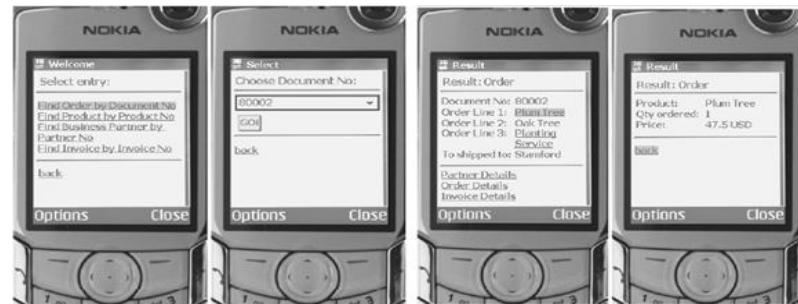 NOKIA
Welcome
Select entry:
Find Order by Document No
Find Product by Product No
Find Business Partner by
Partner No
Find Invoice by Invoice No
back
Options Close
NOKIA
Select
Choose Document No:
80002
GO!
back
Options Close
NOKIA
Result
Result: Order
Document No: 80002
Order Line 1: Plum Tree
Order Line 2: Oak Tree
Order Line 3: Planting
Service
To shipped to: Stamford
Partner Details
Order Details
Invoice Details
Options Close
1 3
NOKIA
Result
Result: Order
Product: Plum Tree
Qty ordered: 1
Price: 47.5 USD
back
Options Close